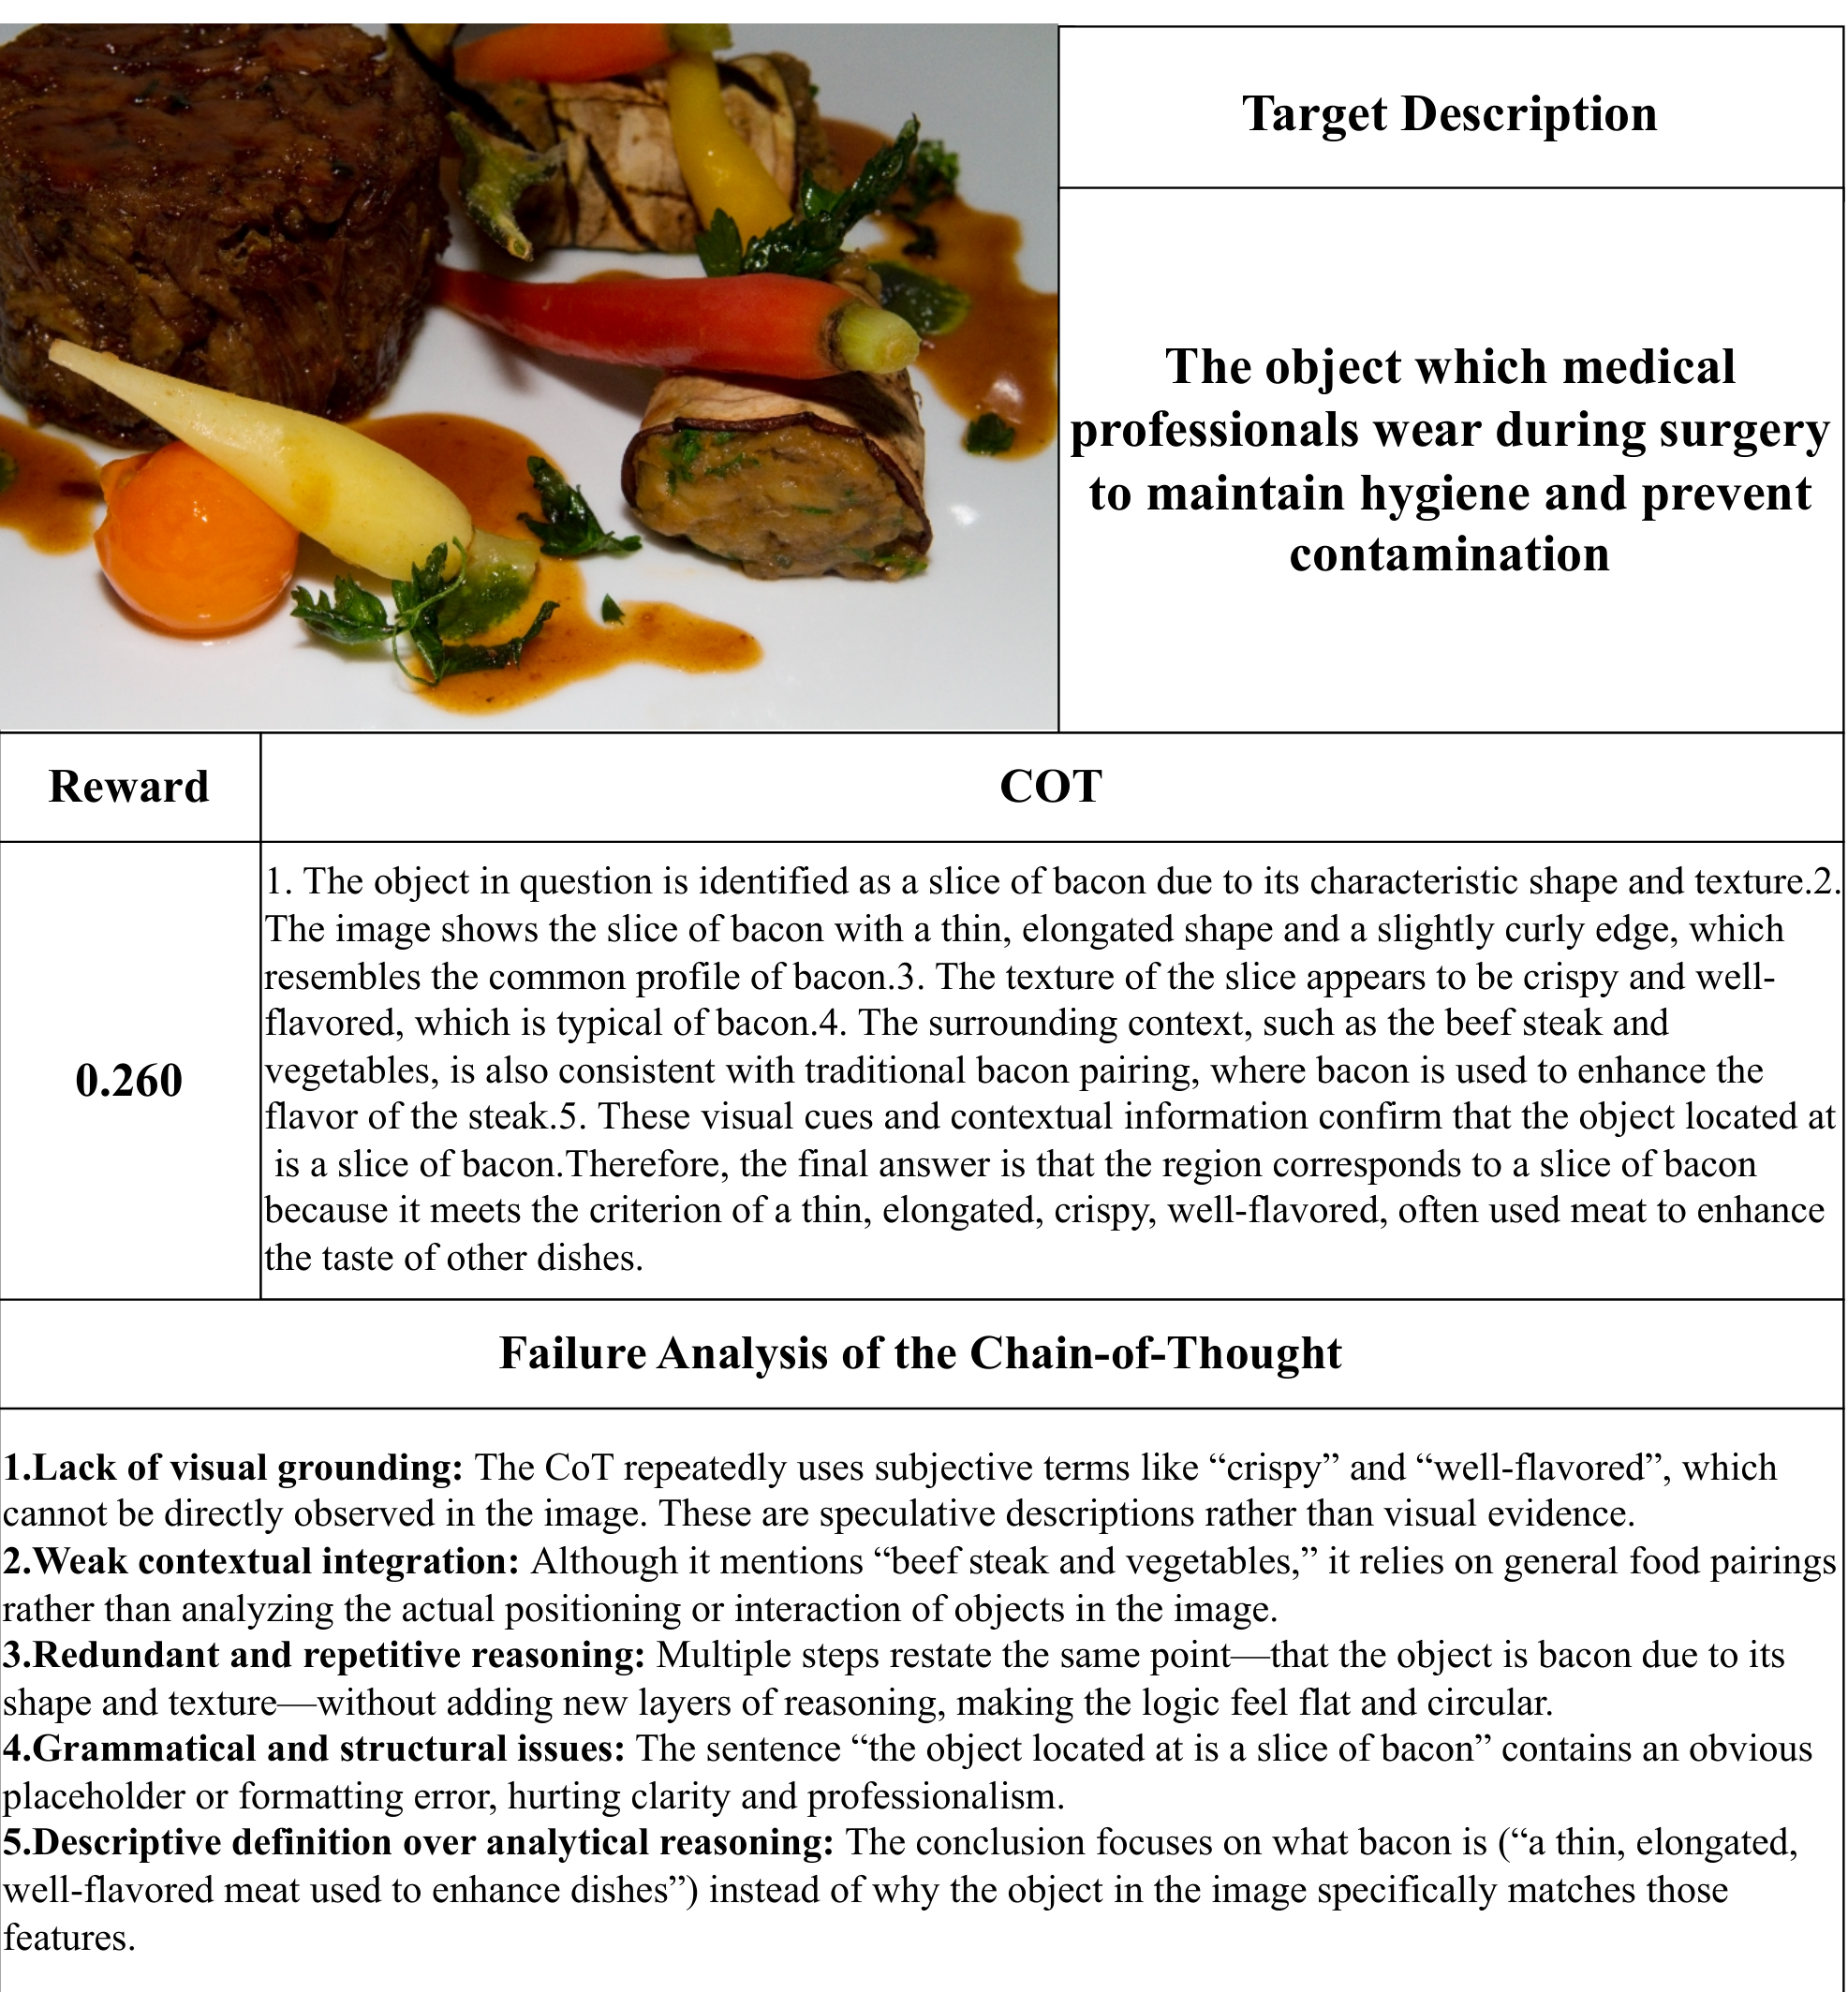 Target Description
The object which medical
professionals wear during surgery
to maintain hygiene and prevent
contamination
Reward
COT
0.260
1. The object in question is identified as a slice of bacon due to its characteristic shape and texture.2.
The image shows the slice of bacon with a thin, elongated shape and a slightly curly edge, which
resembles the common profile of bacon.3. The texture of the slice appears to be crispy and well-
flavored, which is typical of bacon.4. The surrounding context, such as the beef steak and
vegetables, is also consistent with traditional bacon pairing, where bacon is used to enhance the
flavor of the steak.5. These visual cues and contextual information confirm that the object located at
is a slice of bacon.Therefore, the final answer is that the region corresponds to a slice of bacon
because it meets the criterion of a thin, elongated, crispy, well-flavored, often used meat to enhance
the taste of other dishes.
Failure Analysis of the Chain-of-Thought
1.Lack of visual grounding: The CoT repeatedly uses subjective terms like “crispy” and “well-flavored”, which
cannot be directly observed in the image. These are speculative descriptions rather than visual evidence.
2.Weak contextual integration: Although it mentions “beef steak and vegetables,” it relies on general food pairings
rather than analyzing the actual positioning or interaction of objects in the image.
3.Redundant and repetitive reasoning: Multiple steps restate the same point—that the object is bacon due to its
shape and texture—without adding new layers of reasoning, making the logic feel flat and circular.
4.Grammatical and structural issues: The sentence “the object located at is a slice of bacon” contains an obvious
placeholder or formatting error, hurting clarity and professionalism.
5.Descriptive definition over analytical reasoning: The conclusion focuses on what bacon is (“a thin, elongated,
well-flavored meat used to enhance dishes”) instead of why the object in the image specifically matches those
features.